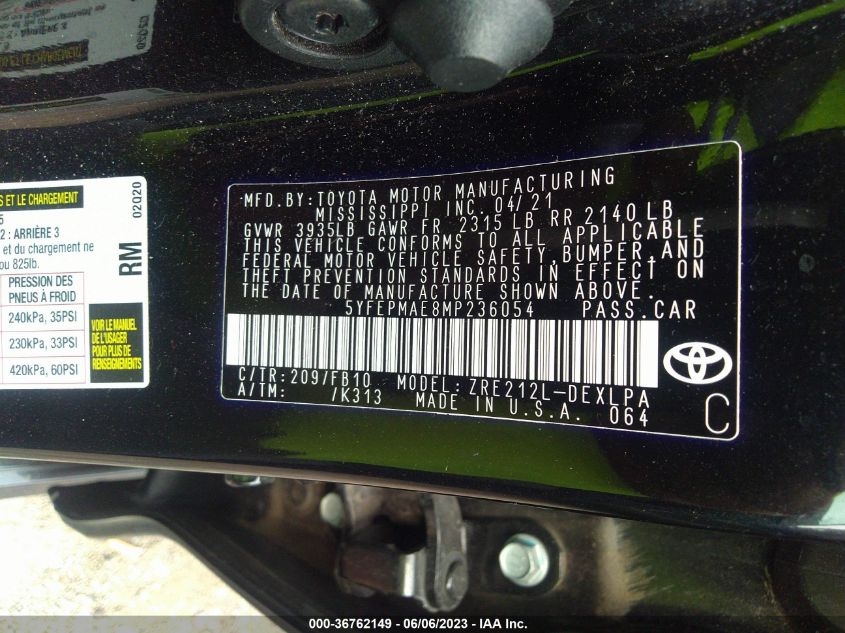 02Q20
ET LE CHARGEMENT
5
2 : ARRIÈRE 3
et du chargement ne
ou 825lb.
RM
02Q20
PRESSION DES
PNEUS À FROID
240kPa, 35PSI
230kPa, 33PSI
420kPa, 60PSI
VOIR LE MANUEL
DE L'USAGER
POUR PLUS DE
RENSEIGNEMENTS
MFD.BY:TOYOTA MOTOR MANUFACTURING
MISSISSIPPI INC. 04/21
GVWR 3935LB GAWR FR. 2315 LB RR 2140 LB
THIS VEHICLE CONFORMS TO ALL APPLICABLE
FEDERAL MOTOR VEHICLE SAFETY,BUMPER,AND
THEFT PREVENTION STANDARDS IN EFFECT ON
THE DATE OF MANUFACTURE SHOWN ABOVE.
5YFEPMAE8MP236054 PASS.CAR
C/TR:209/FB10 MODEL: ZRE212L-DEXLPA
A/TM: /K313 MADE IN U.S.A. 064
C
000-36762149 - 06/06/2023 - IAA Inc.